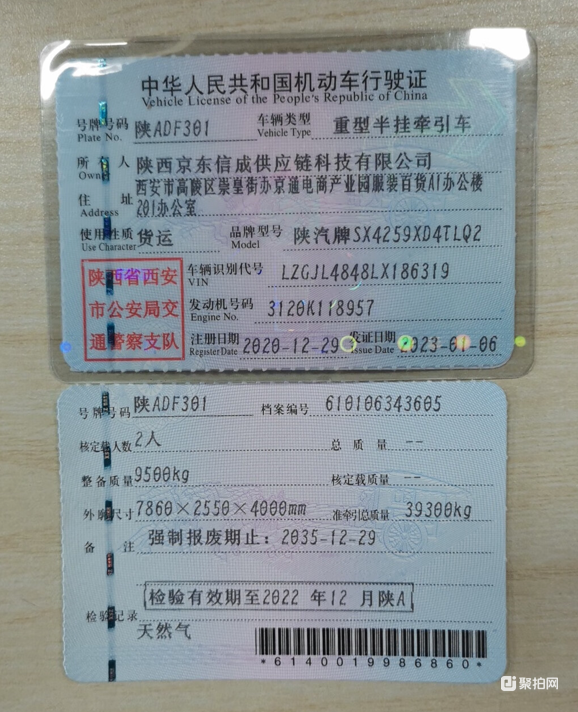 中华人民共和国机动车行驶证
Vehicle License of the People's Republic of China
号牌号码 陕ADF301 车辆类型 重型半挂牵引车
Plate No. Vehicle Type
所有人 陕西京东信成供应链科技有限公司
Owner
住址 西安市高陵区崇皇街办京通电商产业园服装百货A1办公楼
Address 201办公室
使用性质 货运 品牌型号 陕汽牌SX4259XD4TLQ2
Use Character Model
陕西省西安
市公安局交
通警察支队
车辆识别代号 LZGJL4848LX186319
VIN
发动机号码 3120K118957
Engine No.
注册日期 2020-12-29 发证日期 2023-01-06
Register Date Issue Date
号牌号码 陕ADF301 档案编号 610106343605
核定载人数 2人 总质量 --
整备质量 9500kg 核定载质量 --
外廓尺寸 7860×2550×4000mm 准牵引总质量 39300kg
备注 强制报废期止：2035-12-29
检验有效期至2022 年12 月陕A
检验记录
天然气
*6140019986860*
聚拍网